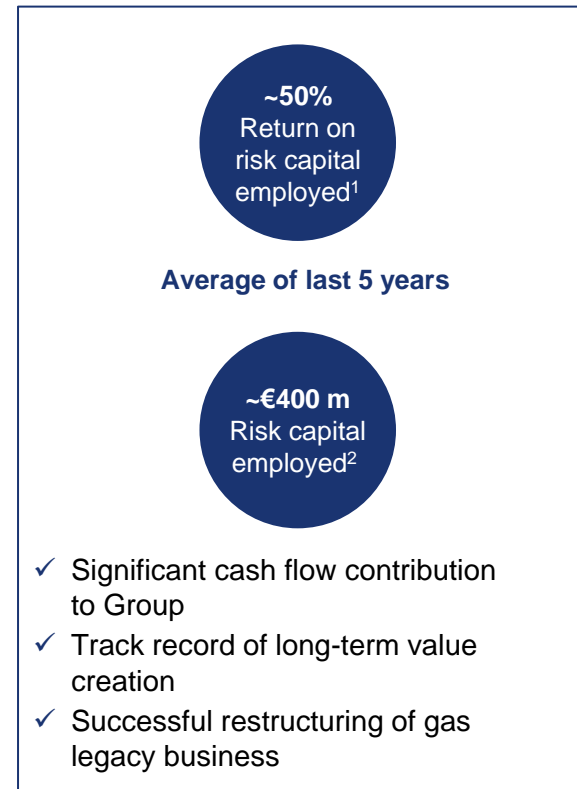 ~50%
Return on
risk capital
employed¹
Average of last 5 years
~€400 m
Risk capital
employed²
✓ Significant cash flow contribution
to Group
✓ Track record of long-term value
creation
✓ Successful restructuring of gas
legacy business